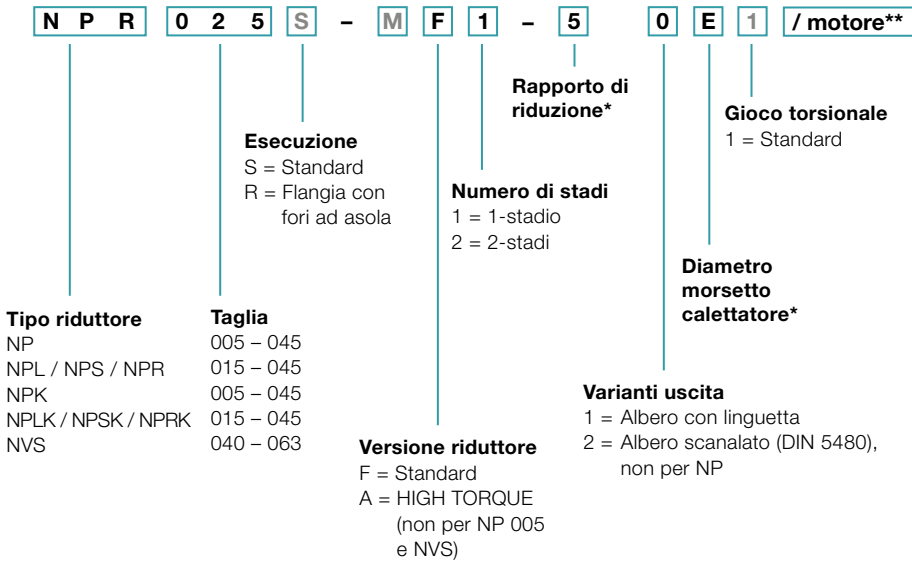 N P R 0 2 5 S – M F 1 – 5 0 E 1 / motore**
Rapporto di
riduzione*
Gioco torsionale
1 = Standard
Esecuzione
S = Standard
R = Flangia con
fori ad asola
Numero di stadi
1 = 1-stadio
2 = 2-stadi
Diametro
morsetto
calettatore*
Tipo riduttore Taglia
NP 005 – 045
NPL / NPS / NPR 015 – 045
NPK 005 – 045
NPLK / NPSK / NPRK 015 – 045
NVS 040 – 063
Varianti uscita
1 = Albero con linguetta
2 = Albero scanalato (DIN 5480),
non per NP
Versione riduttore
F = Standard
A = HIGH TORQUE
(non per NP 005
e NVS)